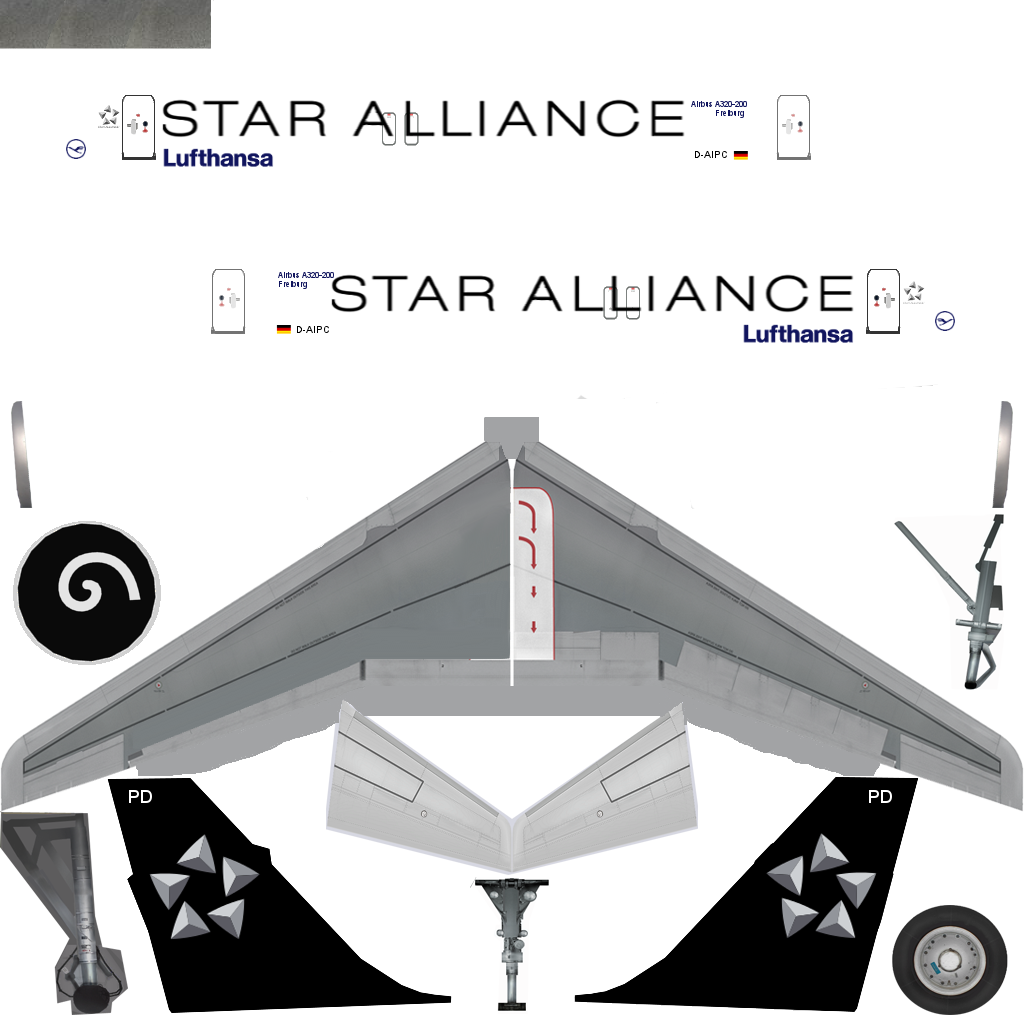 STAR ALLIANCE
Airbus A320-200
Freiburg
Lufthansa
D-AIPC
Airbus A320-200
Freiburg
STAR ALLIANCE
D-AIPC
Lufthansa
PD
PD